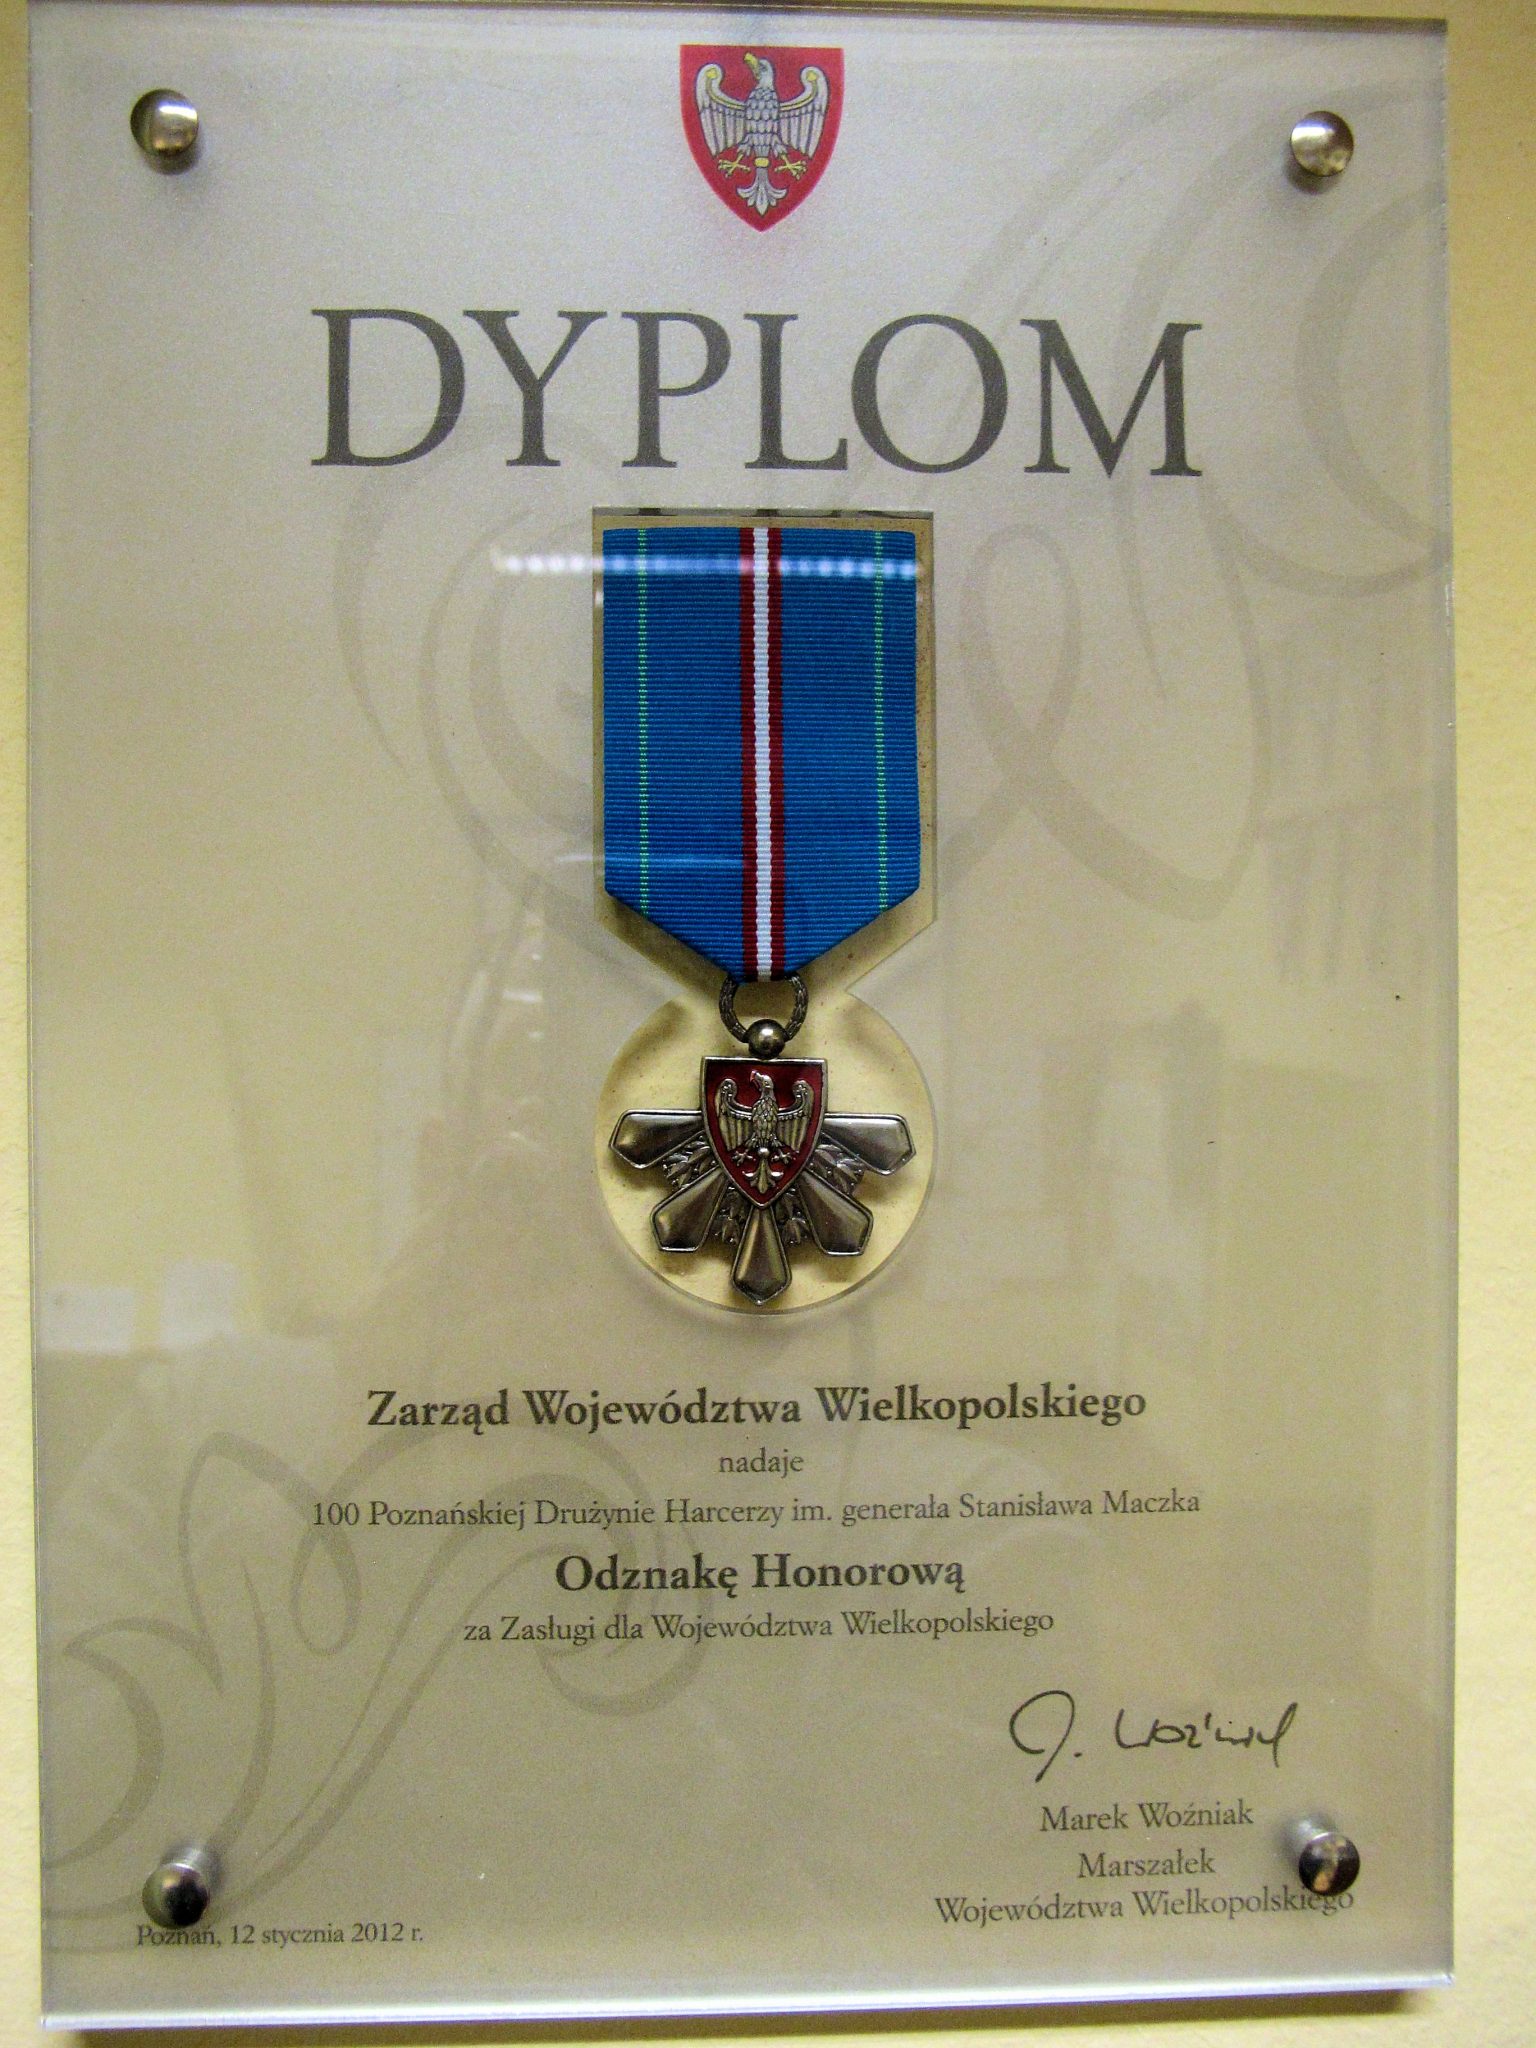 DYPLOM
Zarząd Województwa Wielkopolskiego
nadaje
100 Poznańskiej Drużynie Harcerzy im. generała Stanisława Maczka
Odznakę Honorową
za Zasługi dla Województwa Wielkopolskiego
Marek Woźniak
Marszałek
Województwa Wielkopolskiego
Poznań, 12 stycznia 2012 r.